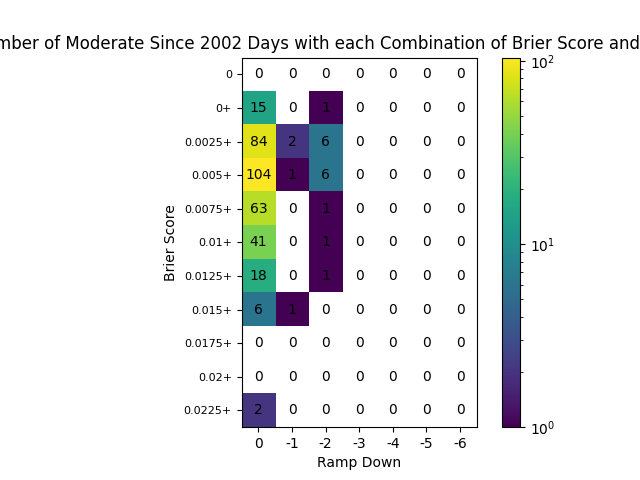 mber of Moderate Since 2002 Days with each Combination of Brier Score and
0 0 0 0 0 0 0 0
0+ 15 0 1 0 0 0 0
0.0025+ 84 2 6 0 0 0 0
0.005+ 104 1 6 0 0 0 0
0.0075+ 63 0 1 0 0 0 0
0.01+ 41 0 1 0 0 0 0
0.0125+ 18 0 1 0 0 0 0
0.015+ 6 1 0 0 0 0 0
0.0175+ 0 0 0 0 0 0 0
0.02+ 0 0 0 0 0 0 0
0.0225+ 2 0 0 0 0 0 0
0 -1 -2 -3 -4 -5 -6
Ramp Down
Brier Score
10²
10¹
10⁰